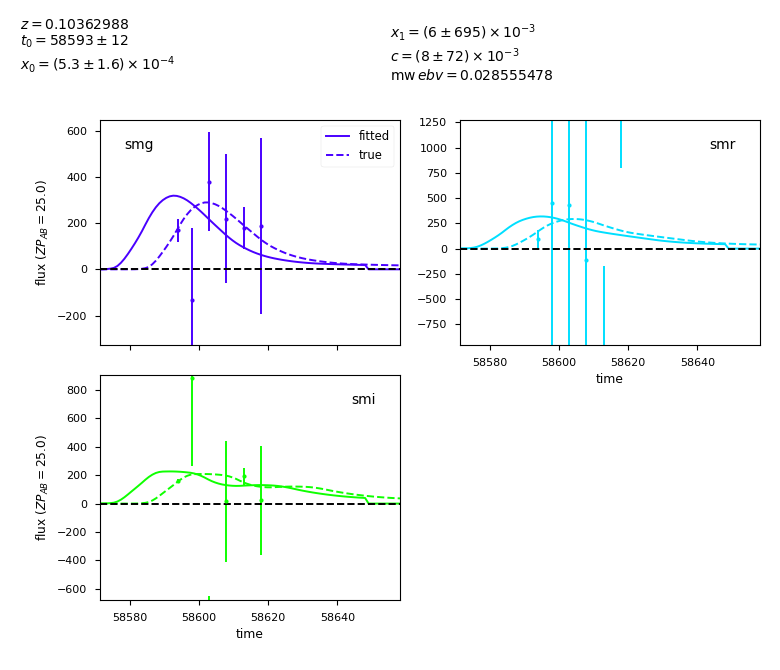 z = 0.10362988
t₀ = 58593 ± 12
x₀ = (5.3 ± 1.6) × 10⁻⁴
x₁ = (6 ± 695) × 10⁻³
c = (8 ± 72) × 10⁻³
mw ebv = 0.028555478
smg
fitted
true
600
400
200
0
−200
flux (ZP_AB = 25.0)
smr
1250
1000
750
500
250
0
−250
−500
−750
58580 58600 58620 58640
time
smi
800
600
400
200
0
−200
−400
−600
flux (ZP_AB = 25.0)
58580 58600 58620 58640
time